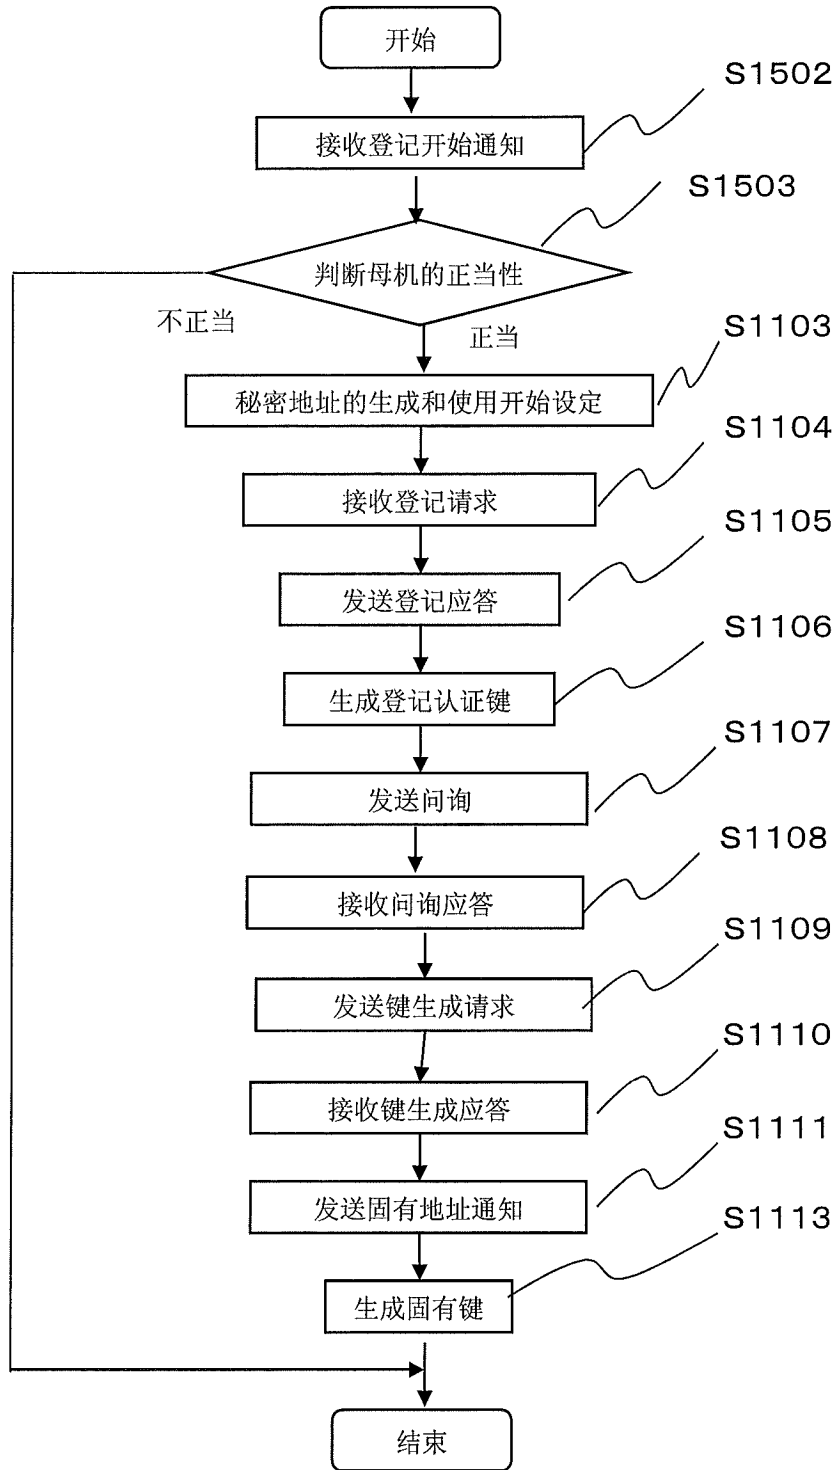 开始
S1502
接收登记开始通知
S1503
判断母机的正当性
不正当
正当
S1103
秘密地址的生成和使用开始设定
S1104
接收登记请求
S1105
发送登记应答
S1106
生成登记认证键
S1107
发送问询
S1108
接收问询应答
S1109
发送键生成请求
S1110
接收键生成应答
S1111
发送固有地址通知
S1113
生成固有键
结束